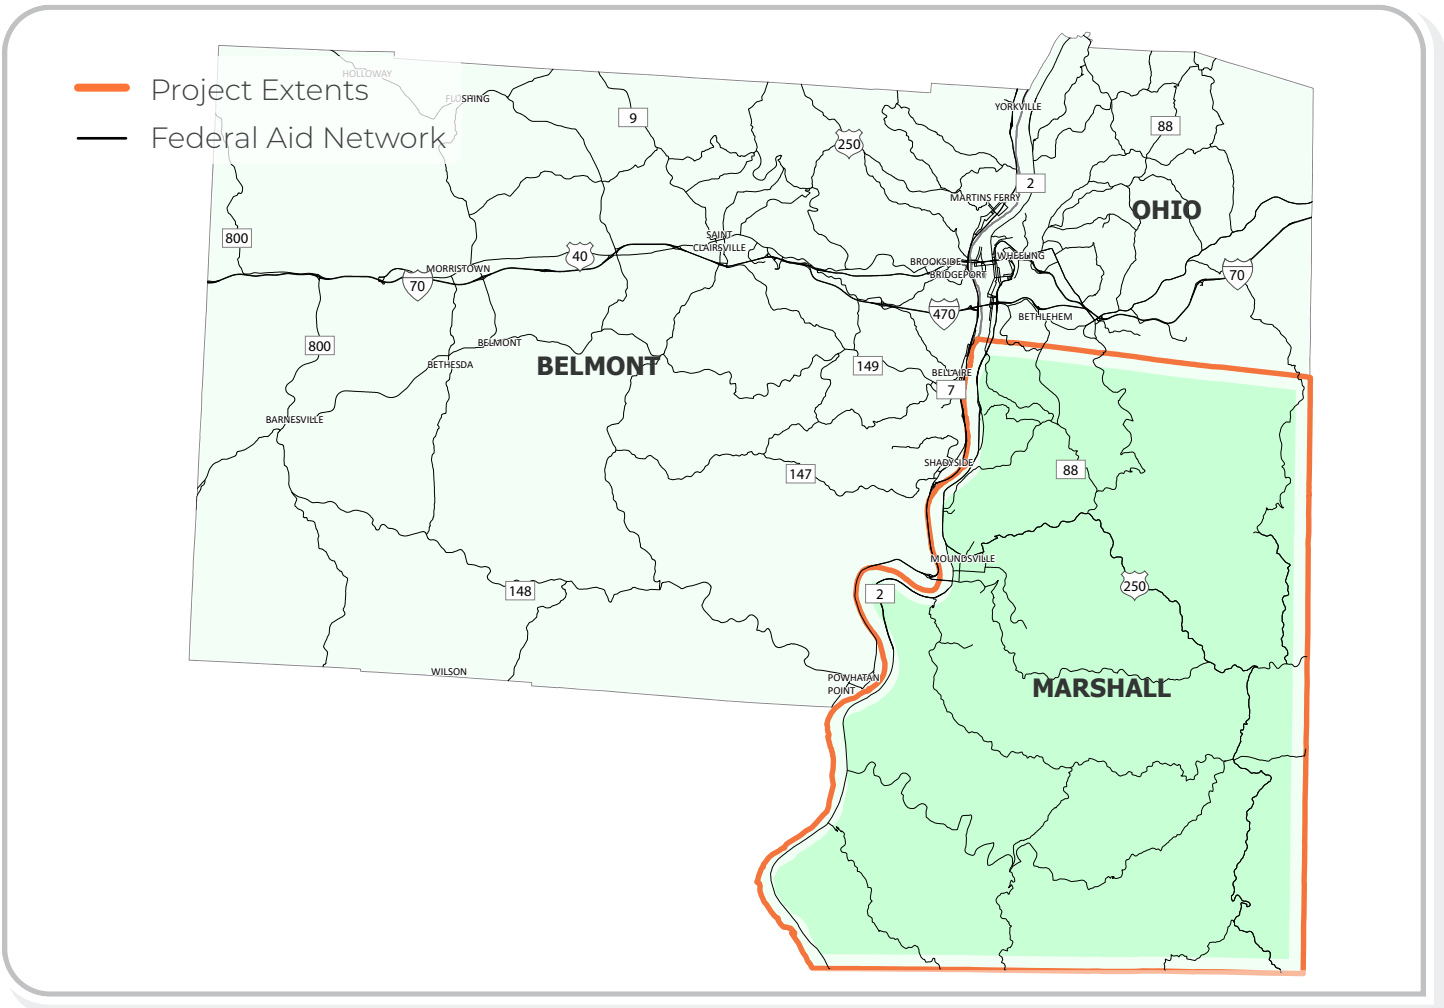 HOLLOWAY
Project Extents
FLUSHING
Federal Aid Network
9
250
YORKVILLE
88
2
MARTINS FERRY
OHIO
800
SAINT
CLAIRSVILLE
40
BROOKSIDE
WHEELING
MORRISTOWN
BRIDGEPORT
70
70
470
BETHLEHEM
800
BELMONT
BETHESDA
BELMONT
149
BELLAIRE
7
BARNESVILLE
SHADYSIDE
88
147
MOUNDSVILLE
250
148
2
WILSON
POWHATAN
POINT
MARSHALL